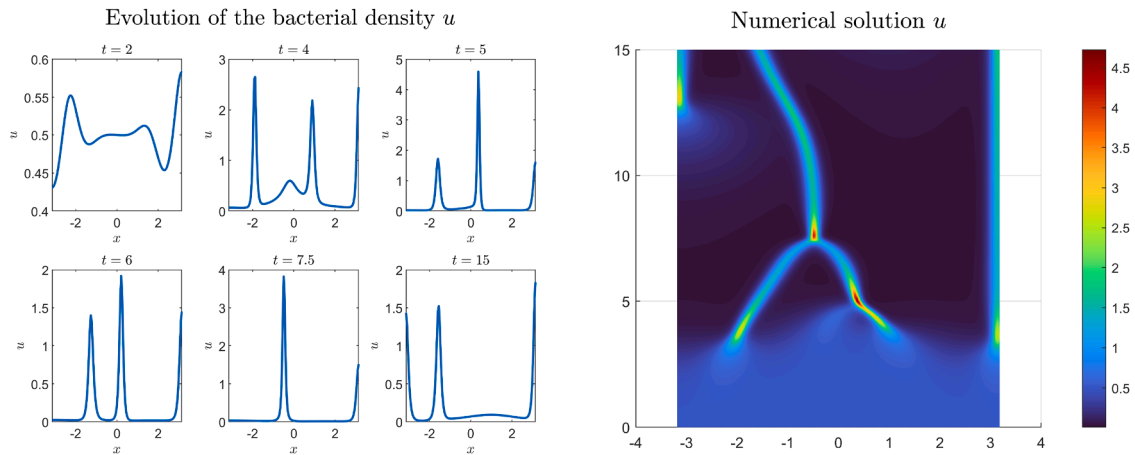 Evolution of the bacterial density u
t = 2
0.6
0.55
0.5
0.45
0.4
u
-2 0 2
x
t = 4
3
2
1
0
u
-2 0 2
x
t = 5
5
4
3
2
1
0
u
-2 0 2
x
t = 6
2
1.5
1
0.5
0
u
-2 0 2
x
t = 7.5
4
3
2
1
0
u
-2 0 2
x
t = 15
2
1.5
1
0.5
0
u
-2 0 2
x
Numerical solution u
15
10
5
0
-4 -3 -2 -1 0 1 2 3 4
4.5
4
3.5
3
2.5
2
1.5
1
0.5